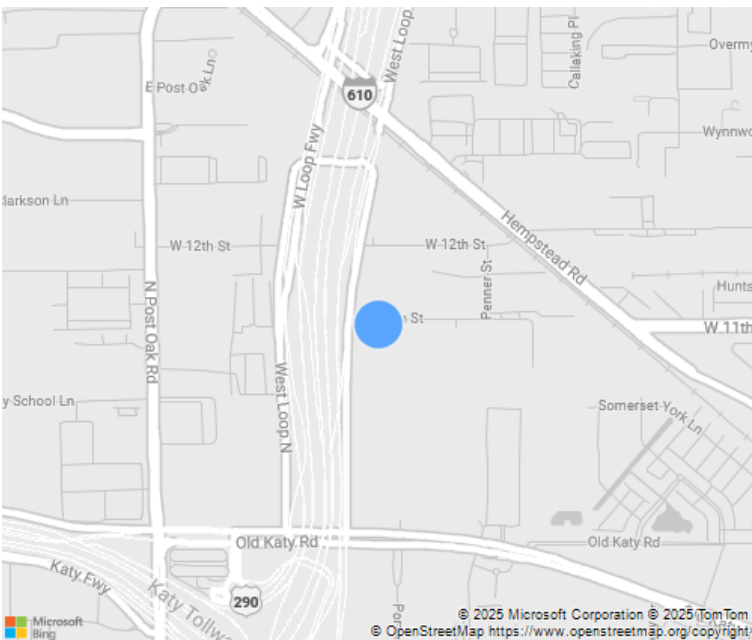 West Loop
Callaking Pl
Overmy
E Post Oak Ln
610
Wynnwo
W Loop Fwy
larkson Ln
Hempstead Rd
W 12th St
W 12th St
Penner St
N Post Oak Rd
Hunts
h St
W 11th
West Loop N
y School Ln
Somerset York Ln
Old Katy Rd
Old Katy Rd
Katy Fwy
Katy Tollw
290
Por
Microsoft
Bing
© 2025 Microsoft Corporation © 2025 TomTom
© OpenStreetMap https://www.openstreetmap.org/copyright